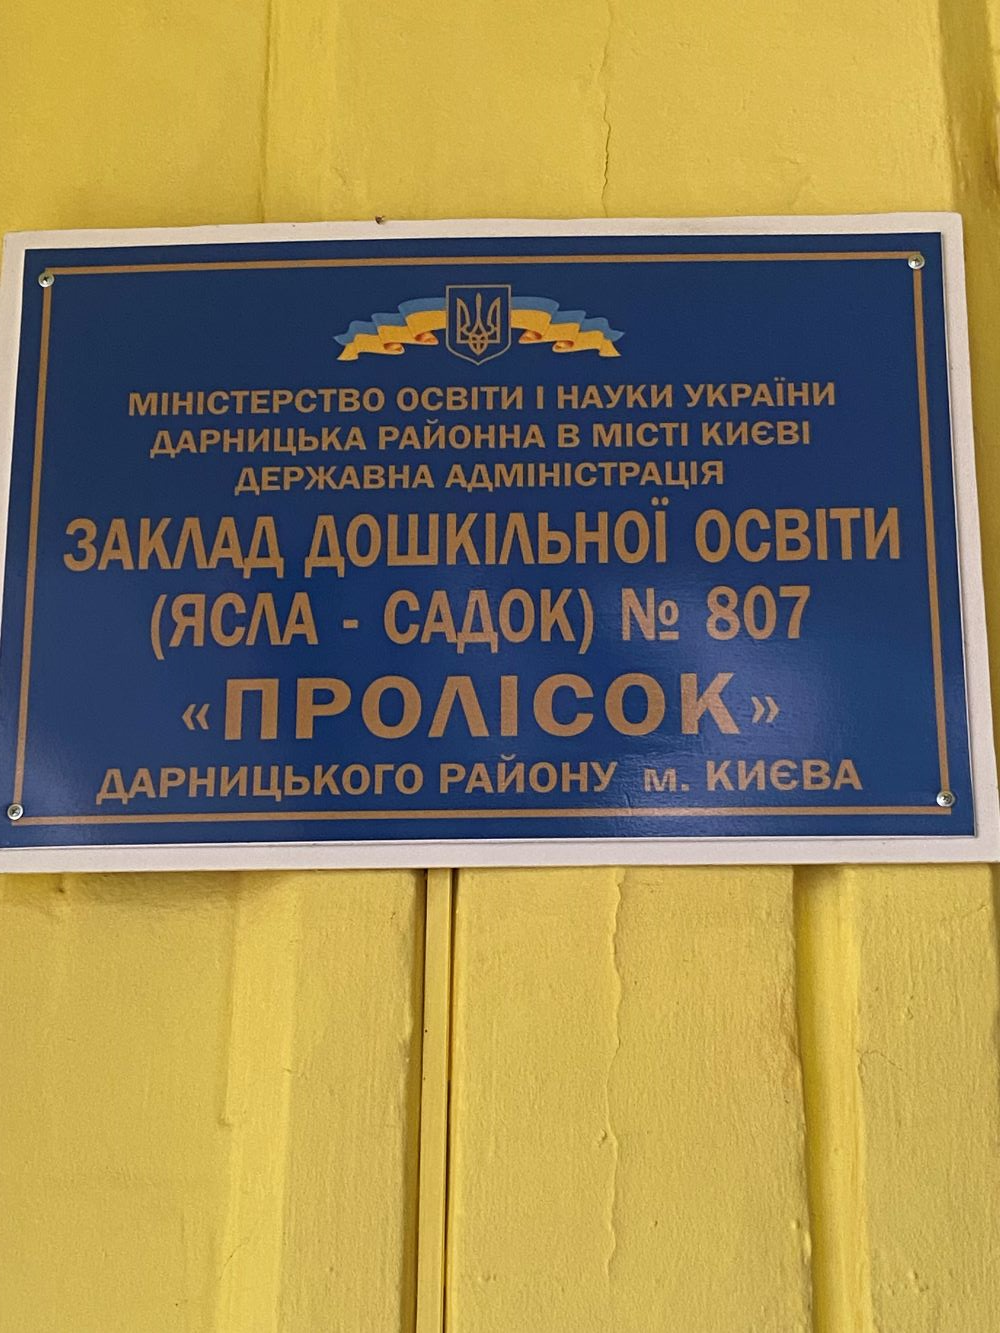 МІНІСТЕРСТВО ОСВІТИ І НАУКИ УКРАЇНИ
ДАРНИЦЬКА РАЙОННА В МІСТІ КИЄВІ
ДЕРЖАВНА АДМІНІСТРАЦІЯ
ЗАКЛАД ДОШКІЛЬНОЇ ОСВІТИ
(ЯСЛА - САДОК) № 807
«ПРОЛІСОК»
ДАРНИЦЬКОГО РАЙОНУ м. КИЄВА